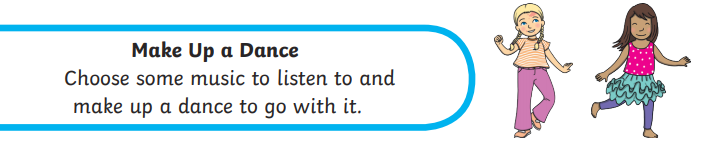 Make Up a Dance
Choose some music to listen to and
make up a dance to go with it.